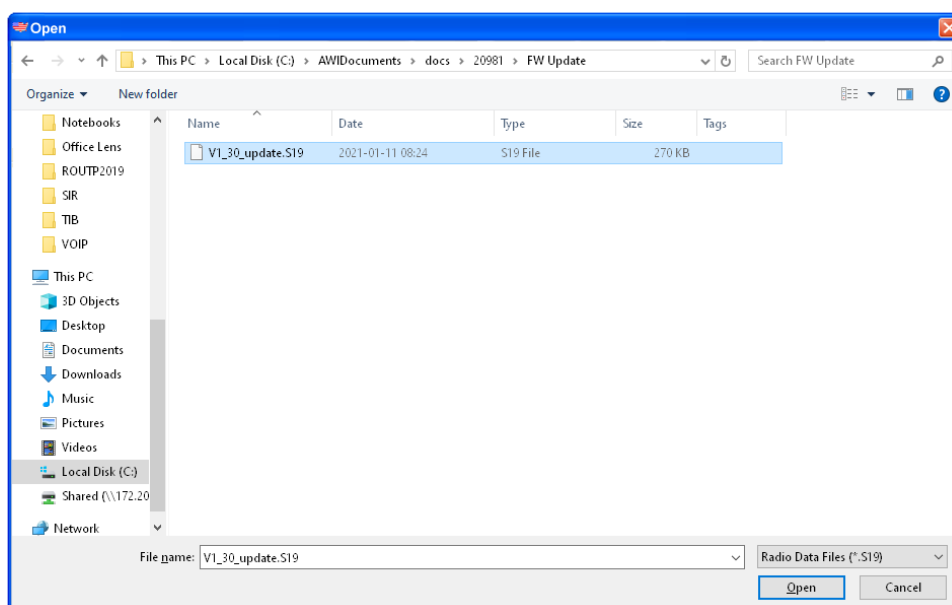 Open
This PC > Local Disk (C:) > AWIDocuments > docs > 20981 > FW Update
Search FW Update
Organize
New folder
Name Date Type Size Tags
V1_30_update.S19 2021-01-11 08:24 S19 File 270 KB
Notebooks
Office Lens
ROUTP2019
SIR
TIB
VOIP
This PC
3D Objects
Desktop
Documents
Downloads
Music
Pictures
Videos
Local Disk (C:)
Shared (\\172.20
Network
File name: V1_30_update.S19 Radio Data Files (*.S19)
Open Cancel